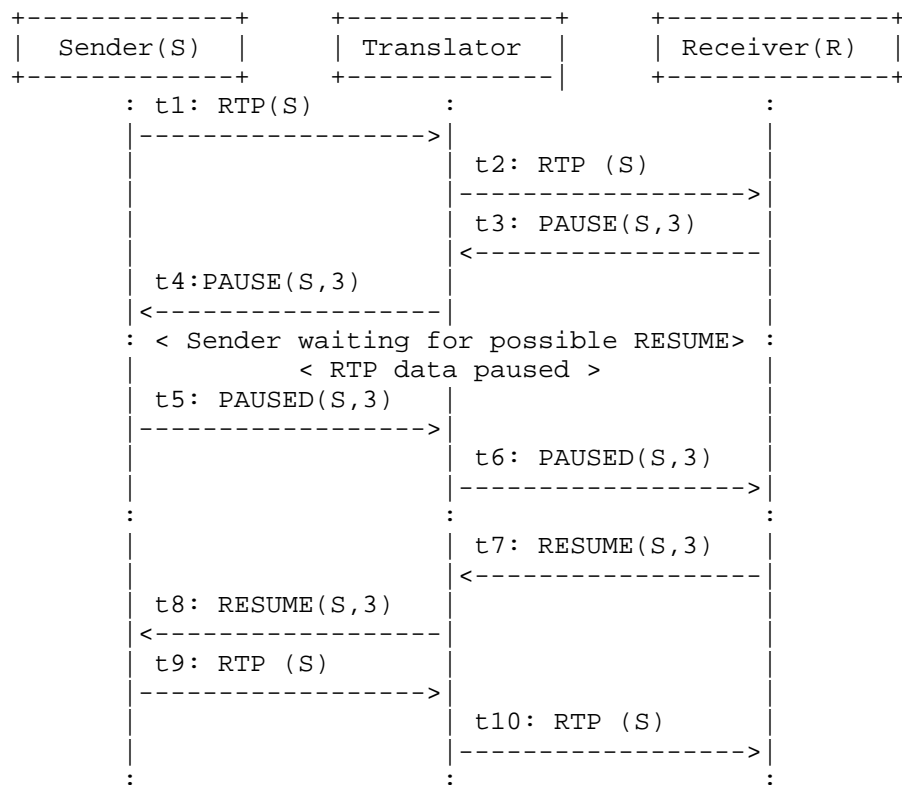 Sender(S) Translator Receiver(R)
t1: RTP(S)
t2: RTP (S)
t3: PAUSE(S,3)
t4:PAUSE(S,3)
< Sender waiting for possible RESUME>
< RTP data paused >
t5: PAUSED(S,3)
t6: PAUSED(S,3)
t7: RESUME(S,3)
t8: RESUME(S,3)
t9: RTP (S)
t10: RTP (S)